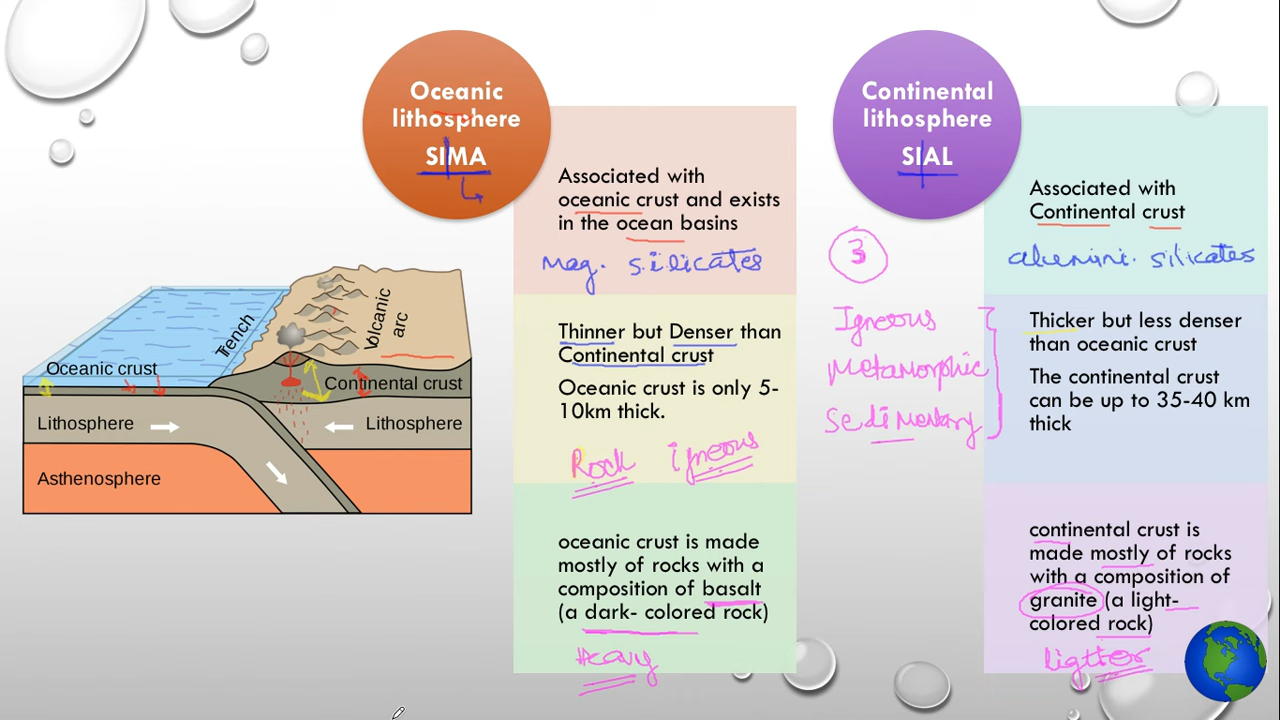 Oceanic
lithosphere
SIMA
Associated with
oceanic crust and exists
in the ocean basins
Mag. silicates
Thinner but Denser than
Continental crust
Oceanic crust is only 5-
10km thick.
Rock igneous
oceanic crust is made
mostly of rocks with a
composition of basalt
(a dark- colored rock)
Heavy
Continental
lithosphere
SIAL
Associated with
Continental crust
alumini. silicates
3
Igneous
Metamorphic
Sedimentary
Thicker but less denser
than oceanic crust
The continental crust
can be up to 35-40 km
thick
continental crust is
made mostly of rocks
with a composition of
granite (a light-
colored rock)
ligtter
Trench
Volcanic
arc
Oceanic crust
Continental crust
Lithosphere
Lithosphere
Asthenosphere